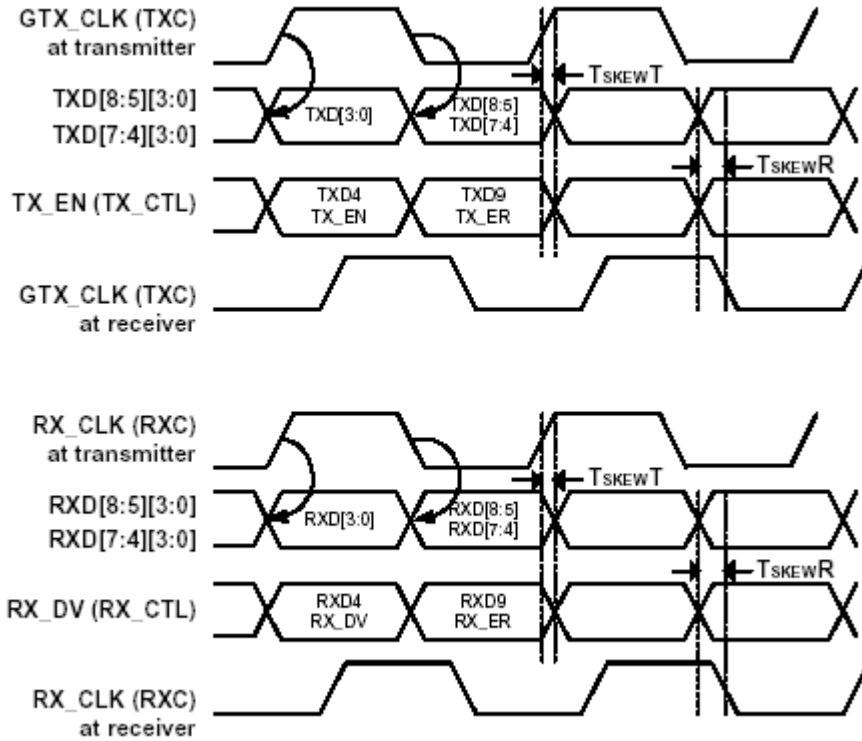 GTX_CLK (TXC)
at transmitter
TSKEWT
TXD[8:5][3:0]
TXD[7:4][3:0]
TXD[3:0]
TXD[8:5]
TXD[7:4]
TSKEWR
TX_EN (TX_CTL)
TXD4
TX_EN
TXD9
TX_ER
GTX_CLK (TXC)
at receiver
RX_CLK (RXC)
at transmitter
TSKEWT
RXD[8:5][3:0]
RXD[7:4][3:0]
RXD[3:0]
RXD[8:5]
RXD[7:4]
TSKEWR
RX_DV (RX_CTL)
RXD4
RX_DV
RXD9
RX_ER
RX_CLK (RXC)
at receiver